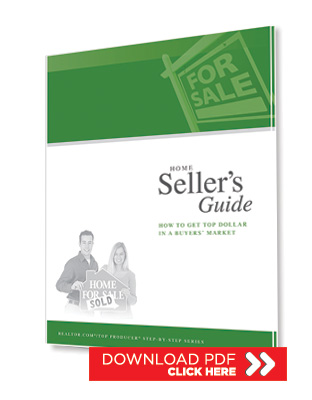 FOR
SALE
HOME
Seller's
Guide
HOW TO GET TOP DOLLAR
IN A BUYERS' MARKET
HOME
FOR SALE
SOLD
REALTOR.COM®/TOP PRODUCER® STEP-BY-STEP SERIES
DOWNLOAD PDF
CLICK HERE